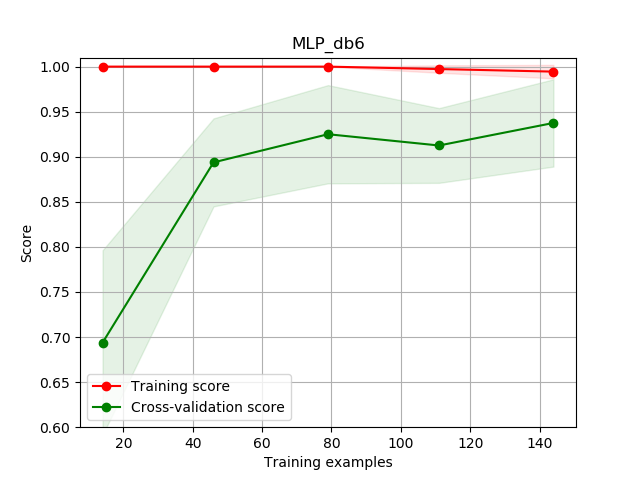 MLP_db6
1.00
0.95
0.90
0.85
0.80
0.75
0.70
0.65
0.60
Score
Training score
Cross-validation score
20 40 60 80 100 120 140
Training examples